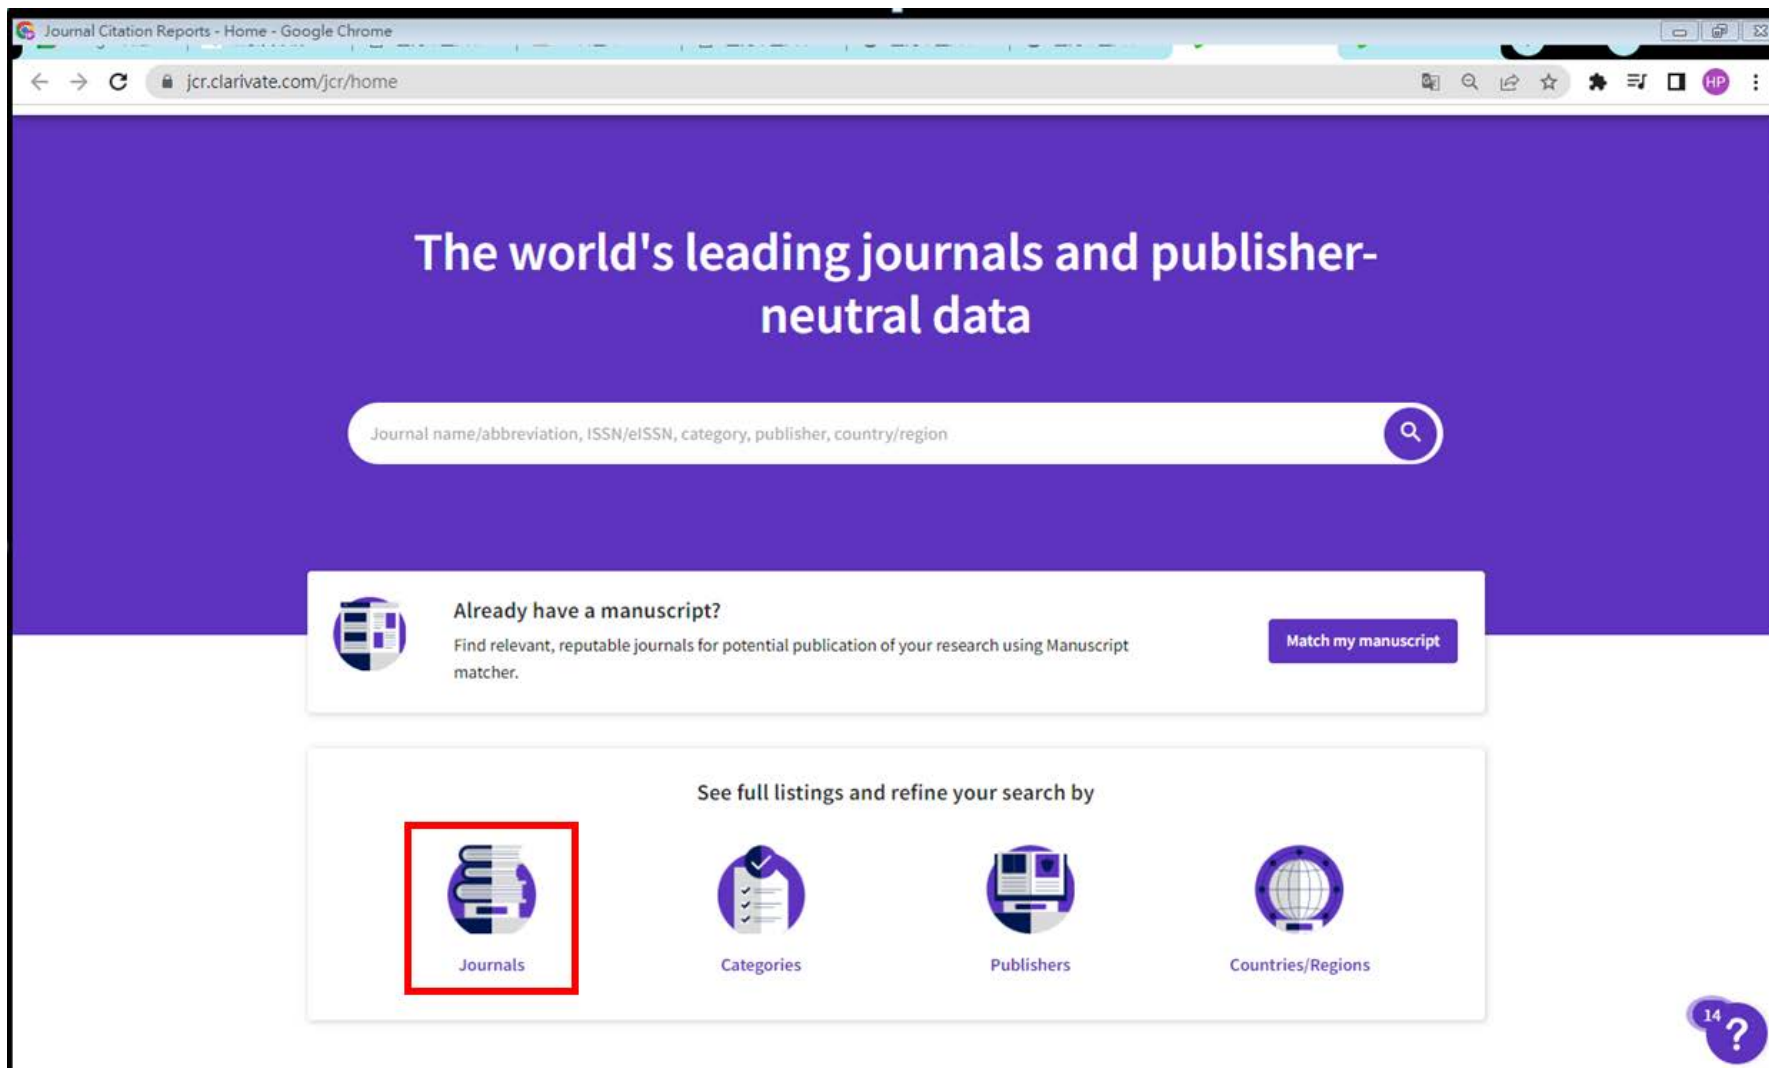 Journal Citation Reports - Home - Google Chrome
jcr.clarivate.com/jcr/home
HP
The world's leading journals and publisher-
neutral data
Journal name/abbreviation, ISSN/eISSN, category, publisher, country/region
Already have a manuscript?
Find relevant, reputable journals for potential publication of your research using Manuscript
matcher.
Match my manuscript
See full listings and refine your search by
Journals
Categories
Publishers
Countries/Regions
14
?